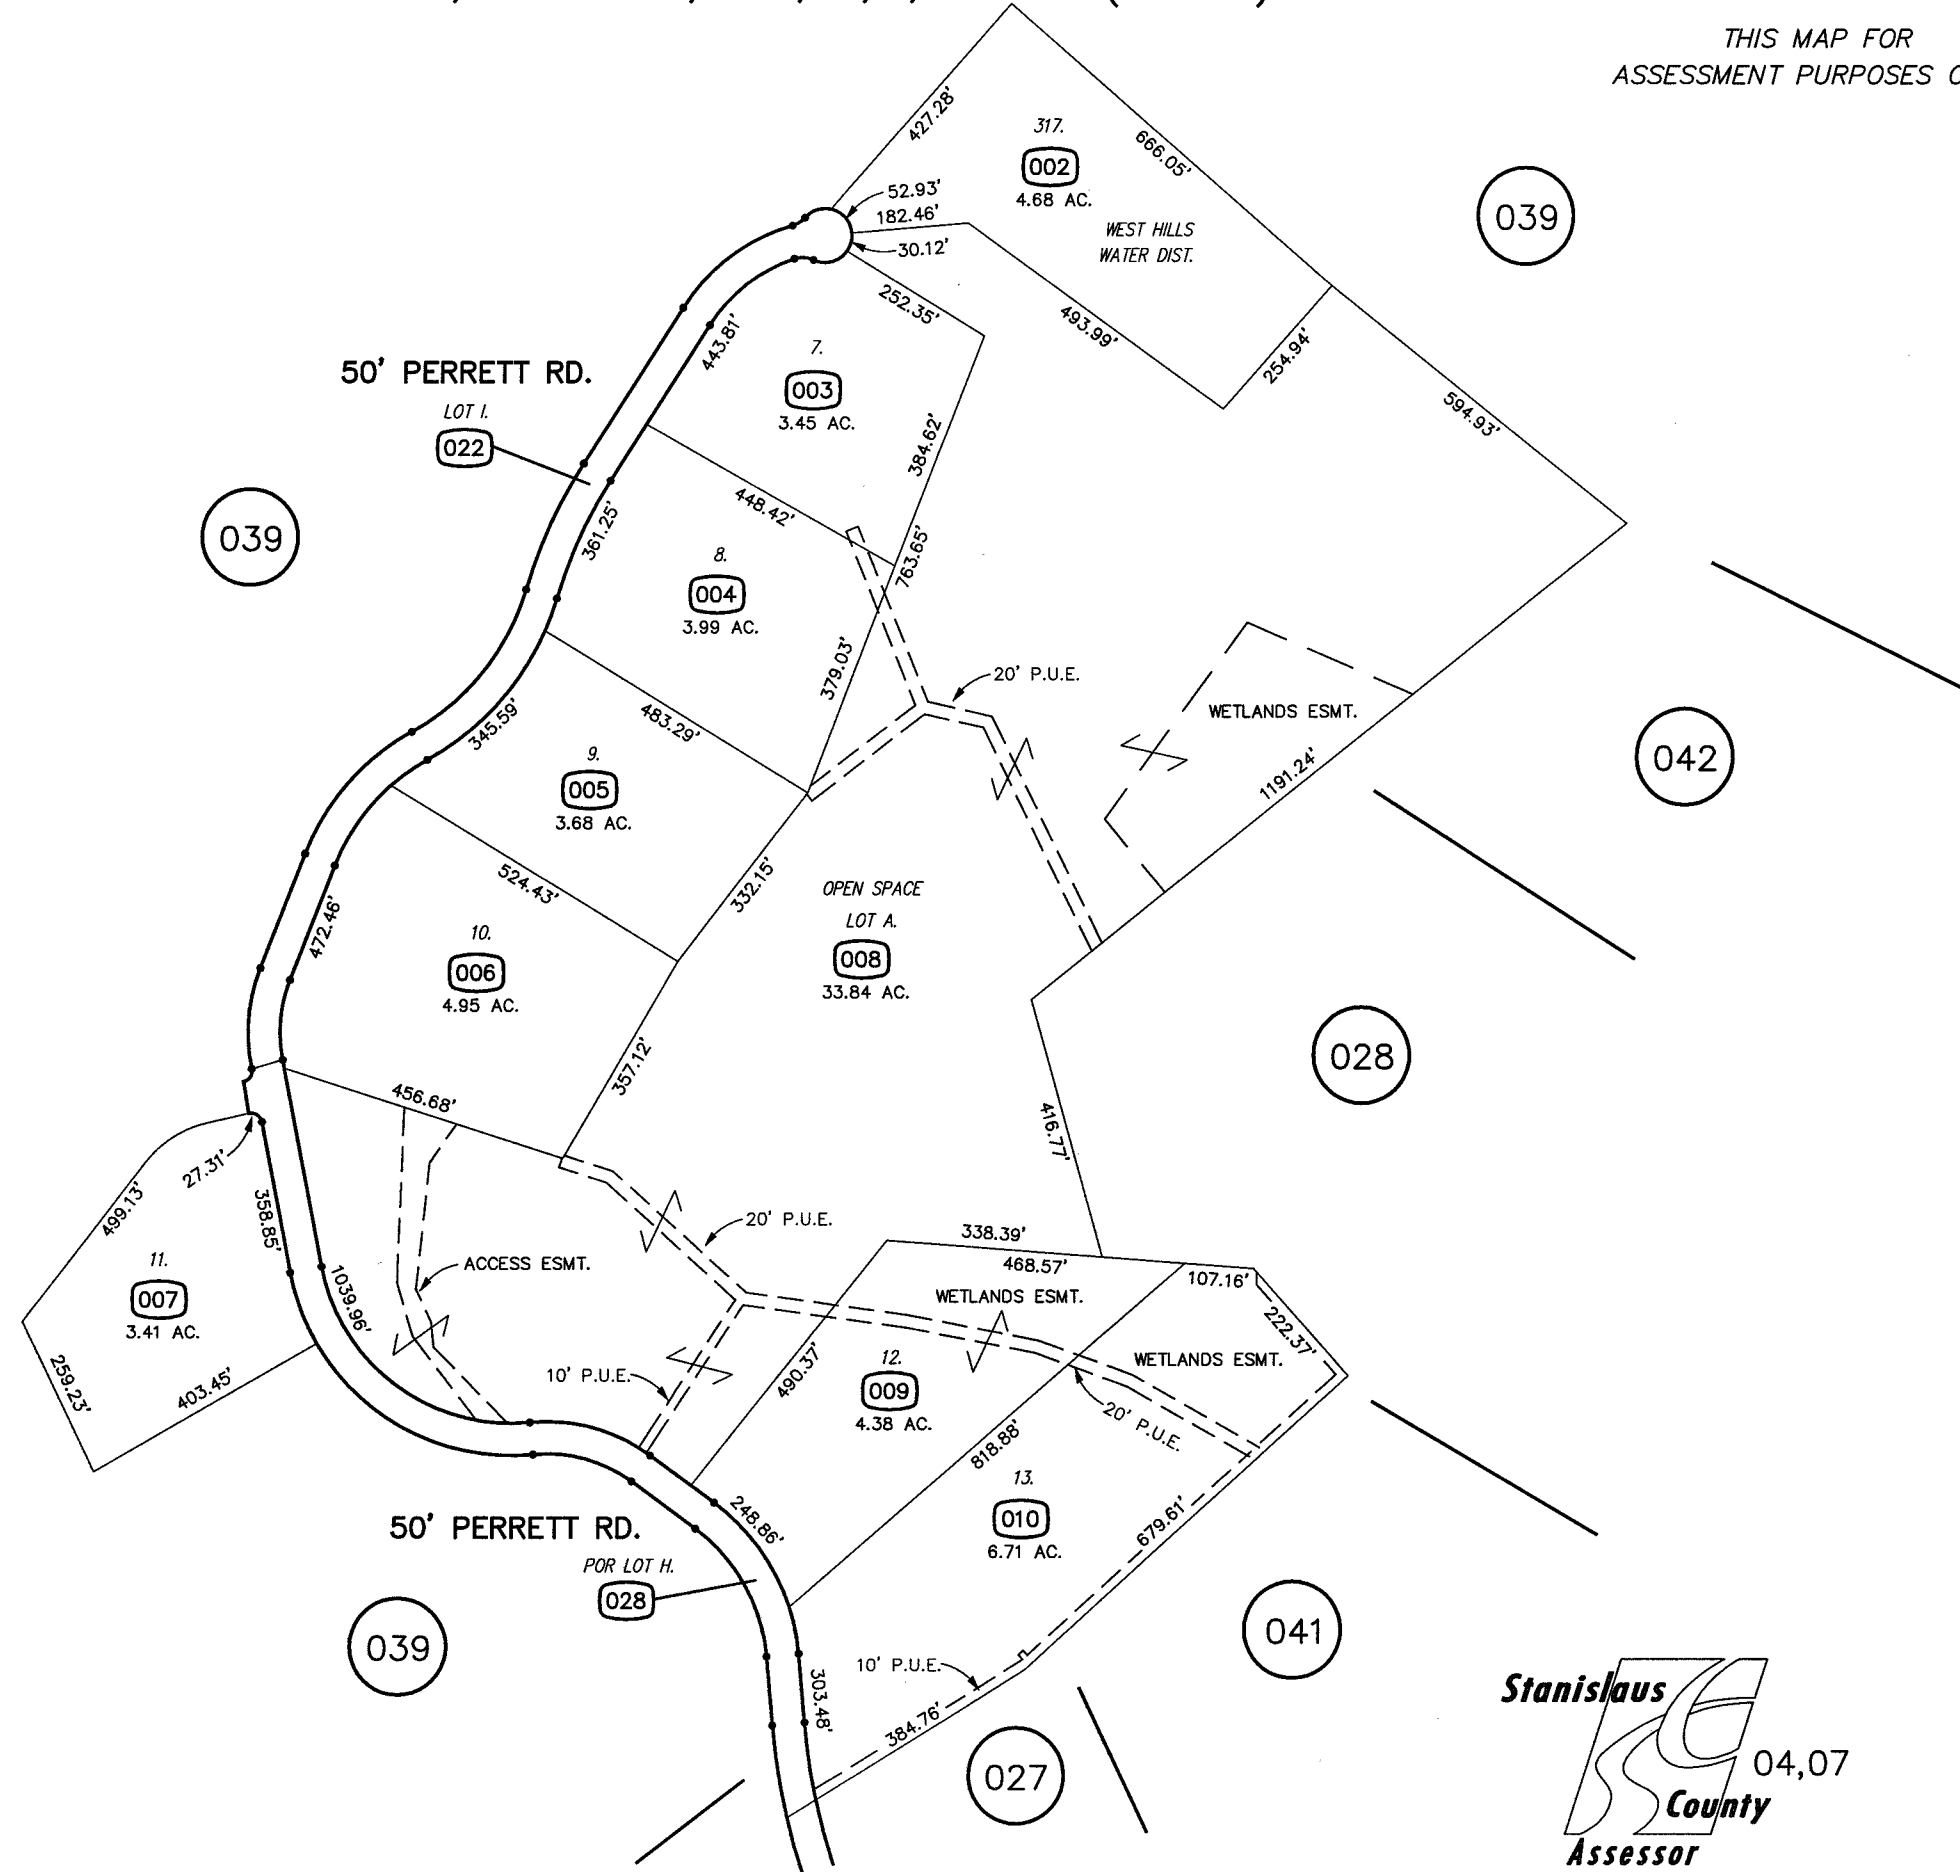 THIS MAP FOR
ASSESSMENT PURPOSES
427.28'
666.05'
317.
002
4.68 AC.
WEST HILLS
WATER DIST.
039
52.93'
182.46'
30.12'
252.35'
493.99'
254.94'
594.93'
443.81'
7.
003
3.45 AC.
384.62'
50' PERRETT RD.
LOT I.
022
039
448.42'
763.65'
361.25'
8.
004
3.99 AC.
379.03'
20' P.U.E.
WETLANDS ESMT.
1191.24'
042
345.59'
483.29'
9.
005
3.68 AC.
332.15'
524.43'
OPEN SPACE
LOT A.
008
33.84 AC.
472.46'
10.
006
4.95 AC.
357.12'
028
416.77'
456.68'
27.31'
499.13'
358.85'
11.
007
3.41 AC.
259.23'
403.45'
1039.96'
ACCESS ESMT.
20' P.U.E.
338.39'
468.57'
107.16'
222.37'
WETLANDS ESMT.
WETLANDS ESMT.
10' P.U.E.
490.37'
12.
009
4.38 AC.
20' P.U.E.
818.88'
13.
010
6.71 AC.
679.61'
248.86'
50' PERRETT RD.
POR LOT H.
028
039
303.48'
10' P.U.E.
384.76'
027
041
Stanislaus
County
Assessor
04,07